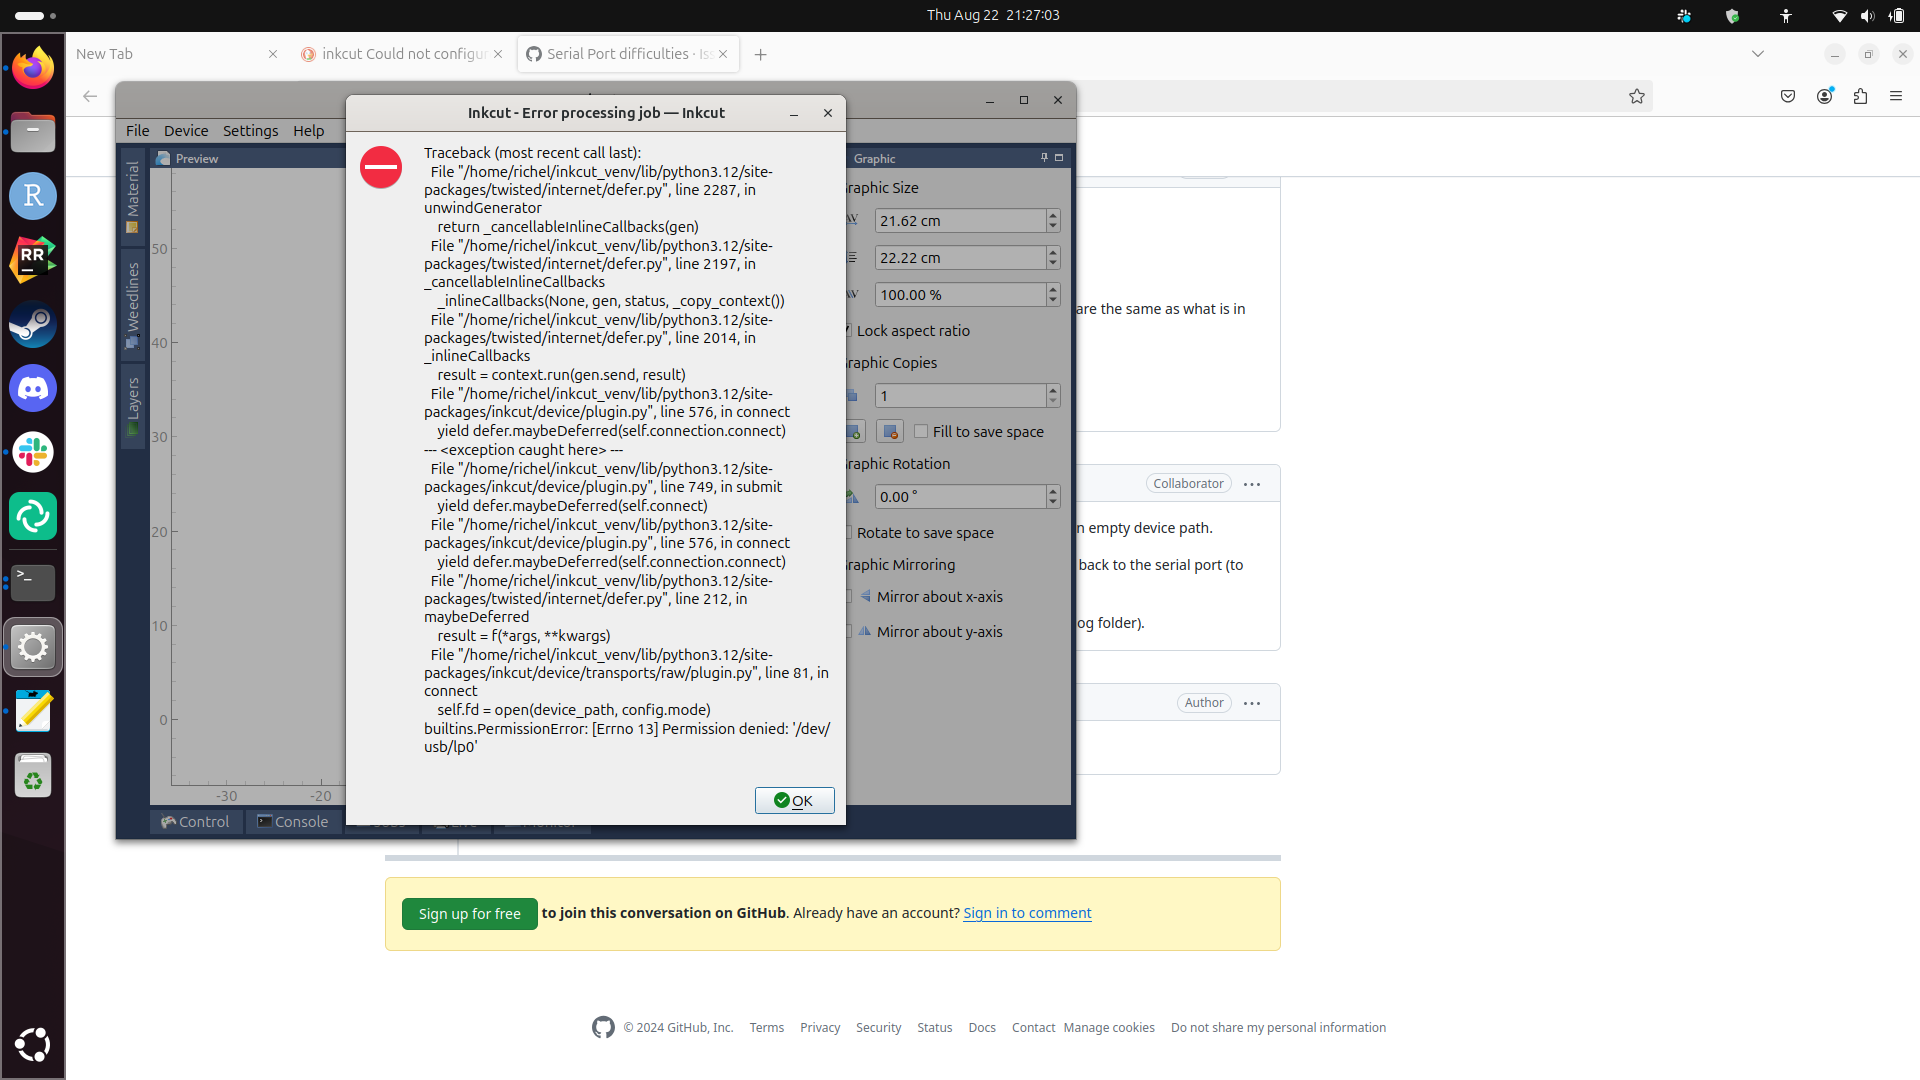 Thu Aug 22  21:27:03
New Tab
inkcut Could not configur
Serial Port difficulties · Iss
Inkcut - Error processing job — Inkcut
File
Device
Settings
Help
Material
Weedlines
Layers
Preview
50
40
30
20
10
0
-30
-20
Traceback (most recent call last):
File "/home/richel/inkcut_venv/lib/python3.12/site-
packages/twisted/internet/defer.py", line 2287, in
unwindGenerator
return _cancellableInlineCallbacks(gen)
File "/home/richel/inkcut_venv/lib/python3.12/site-
packages/twisted/internet/defer.py", line 2197, in
_cancellableInlineCallbacks
_inlineCallbacks(None, gen, status, _copy_context())
File "/home/richel/inkcut_venv/lib/python3.12/site-
packages/twisted/internet/defer.py", line 2014, in
_inlineCallbacks
result = context.run(gen.send, result)
File "/home/richel/inkcut_venv/lib/python3.12/site-
packages/inkcut/device/plugin.py", line 576, in connect
yield defer.maybeDeferred(self.connection.connect)
--- <exception caught here> ---
File "/home/richel/inkcut_venv/lib/python3.12/site-
packages/inkcut/device/plugin.py", line 749, in submit
yield defer.maybeDeferred(self.connect)
File "/home/richel/inkcut_venv/lib/python3.12/site-
packages/inkcut/device/plugin.py", line 576, in connect
yield defer.maybeDeferred(self.connection.connect)
File "/home/richel/inkcut_venv/lib/python3.12/site-
packages/twisted/internet/defer.py", line 212, in
maybeDeferred
result = f(*args, **kwargs)
File "/home/richel/inkcut_venv/lib/python3.12/site-
packages/inkcut/device/transports/raw/plugin.py", line 81, in
connect
self.fd = open(device_path, config.mode)
builtins.PermissionError: [Errno 13] Permission denied: '/dev/
usb/lp0'
OK
Graphic
raphic Size
21.62 cm
22.22 cm
100.00 %
Lock aspect ratio
raphic Copies
1
Fill to save space
raphic Rotation
0.00 °
Rotate to save space
raphic Mirroring
Mirror about x-axis
Mirror about y-axis
Control
Console
are the same as what is in
Collaborator
n empty device path.
back to the serial port (to
og folder).
Author
Sign up for free to join this conversation on GitHub. Already have an account? Sign in to comment
© 2024 GitHub, Inc.
Terms
Privacy
Security
Status
Docs
Contact
Manage cookies
Do not share my personal information
R
RR
>_